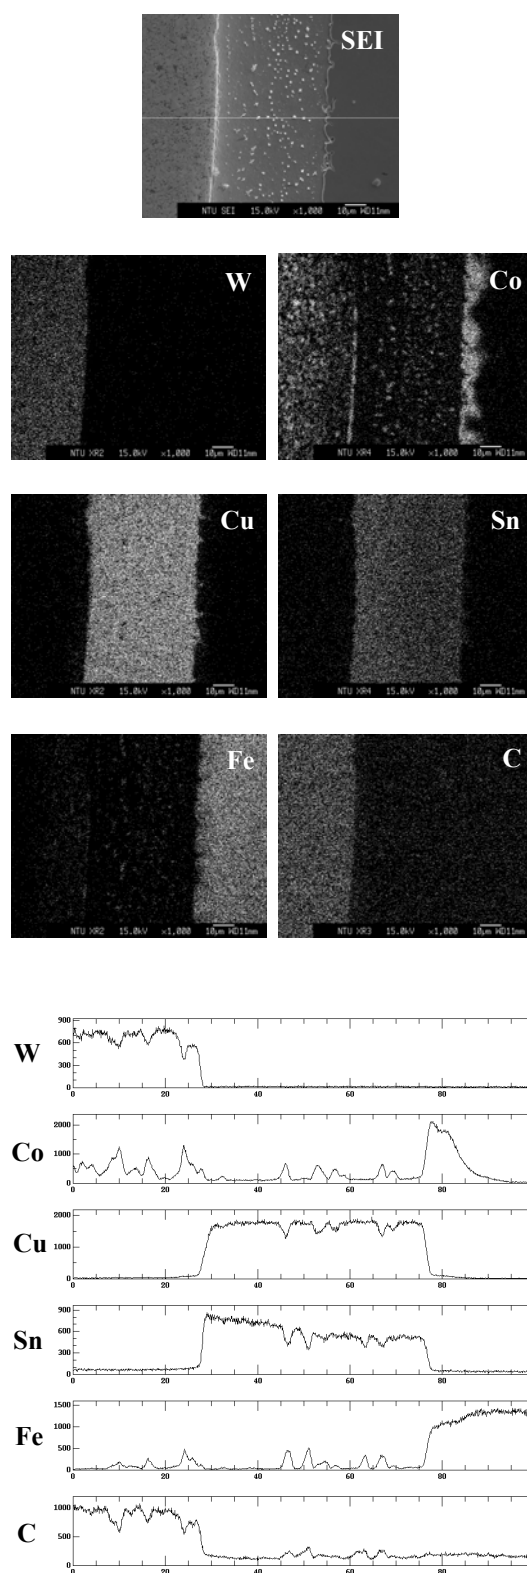 SEI
NTU SEI 15.0kV ×1,000 10µm WD11mm
W
Co
NTU XR2 15.0kV ×1,000 10µm WD11mm
NTU XR4 15.0kV ×1,000 10µm WD11mm
Cu
Sn
NTU XR2 15.0kV ×1,000 10µm WD11mm
NTU XR4 15.0kV ×1,000 10µm WD11mm
Fe
C
NTU XR2 15.0kV ×1,000 10µm WD11mm
NTU XR3 15.0kV ×1,000 10µm WD11mm
W
900
600
300
0
0 20 40 60 80
Co
2000
1000
0
0 20 40 60 80
Cu
2000
1000
0
0 20 40 60 80
Sn
900
600
300
0
0 20 40 60 80
Fe
1500
1000
500
0
0 20 40 60 80
C
1000
500
0
0 20 40 60 80